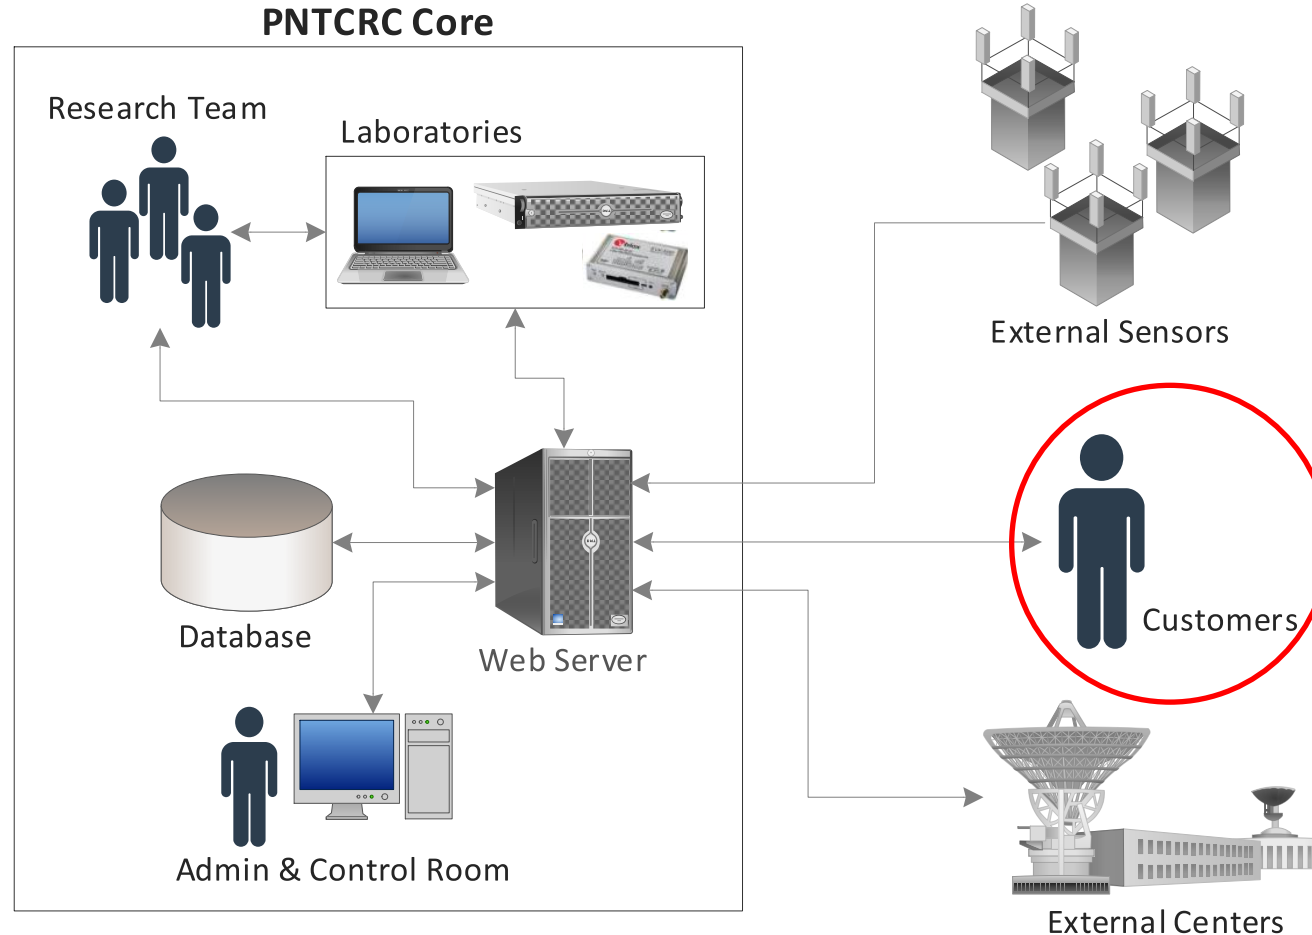 PNTCRC Core
Research Team
Laboratories
External Sensors
Customers
Database
Web Server
Admin & Control Room
External Centers